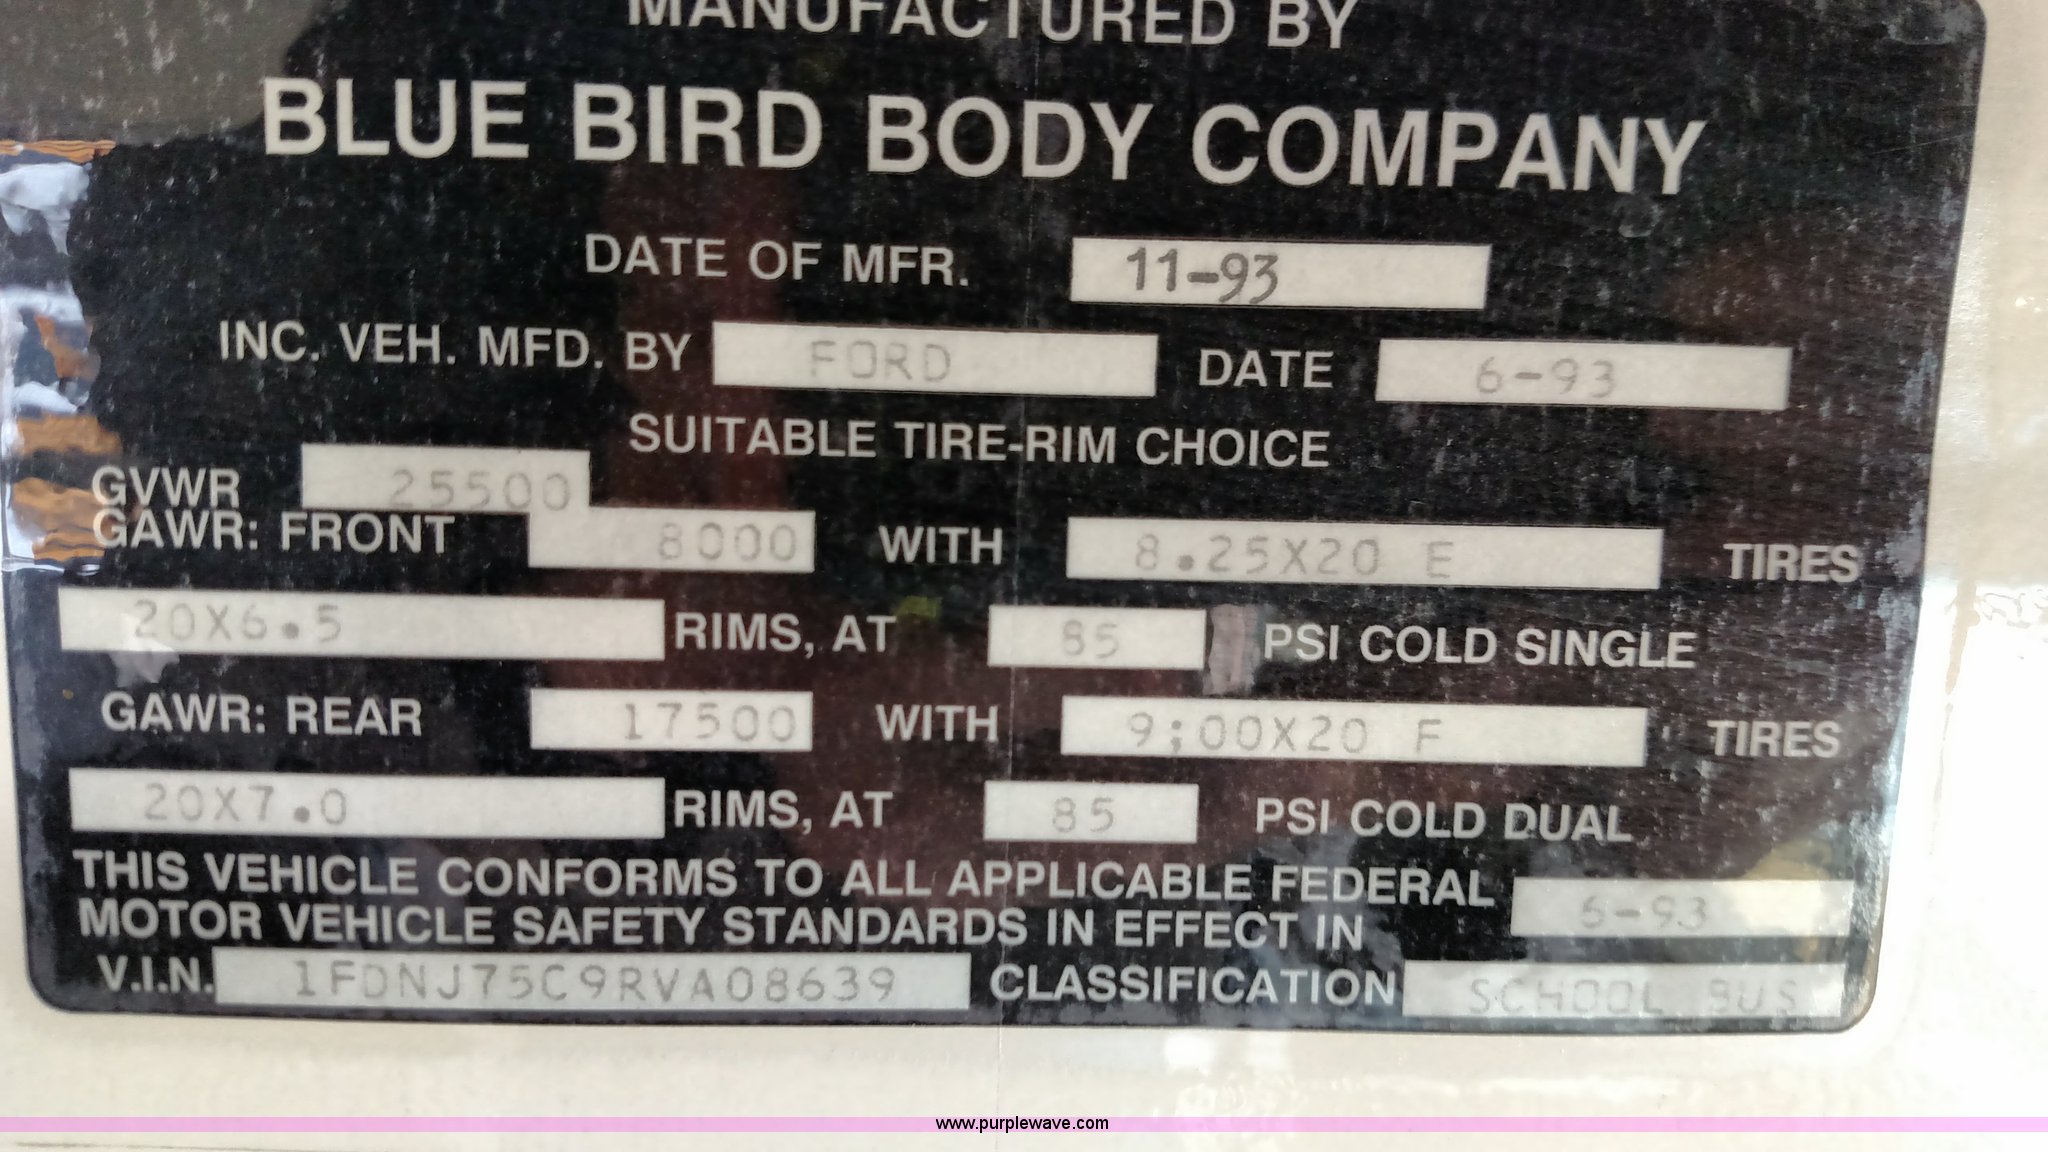 MANUFACTURED BY
BLUE BIRD BODY COMPANY
DATE OF MFR. 11-93
INC. VEH. MFD. BY FORD DATE 6-93
SUITABLE TIRE-RIM CHOICE
GVWR 25500
GAWR: FRONT 8000 WITH 8.25X20 E TIRES
20X6.5 RIMS, AT 85 PSI COLD SINGLE
GAWR: REAR 17500 WITH 9:00X20 F TIRES
20X7.0 RIMS, AT 85 PSI COLD DUAL
THIS VEHICLE CONFORMS TO ALL APPLICABLE FEDERAL
MOTOR VEHICLE SAFETY STANDARDS IN EFFECT IN 6-93
V.I.N. 1FDNJ75C9RVA08639 CLASSIFICATION SCHOOL BUS
www.purplewave.com